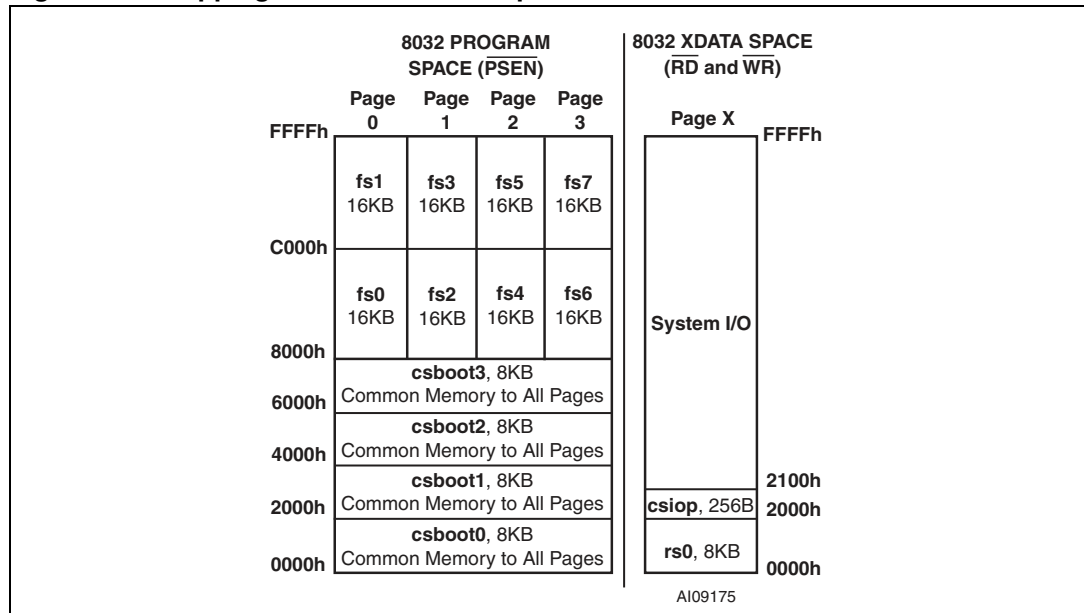 8032 PROGRAM
SPACE (PSEN)
Page Page Page Page
0 1 2 3
FFFFh
fs1 fs3 fs5 fs7
16KB 16KB 16KB 16KB
C000h
fs0 fs2 fs4 fs6
16KB 16KB 16KB 16KB
8000h
csboot3, 8KB
Common Memory to All Pages
6000h
csboot2, 8KB
Common Memory to All Pages
4000h
csboot1, 8KB
Common Memory to All Pages
2000h
csboot0, 8KB
Common Memory to All Pages
0000h
8032 XDATA SPACE
(RD and WR)
Page X
FFFFh
System I/O
2100h
csiop, 256B
2000h
rs0, 8KB
0000h
AI09175